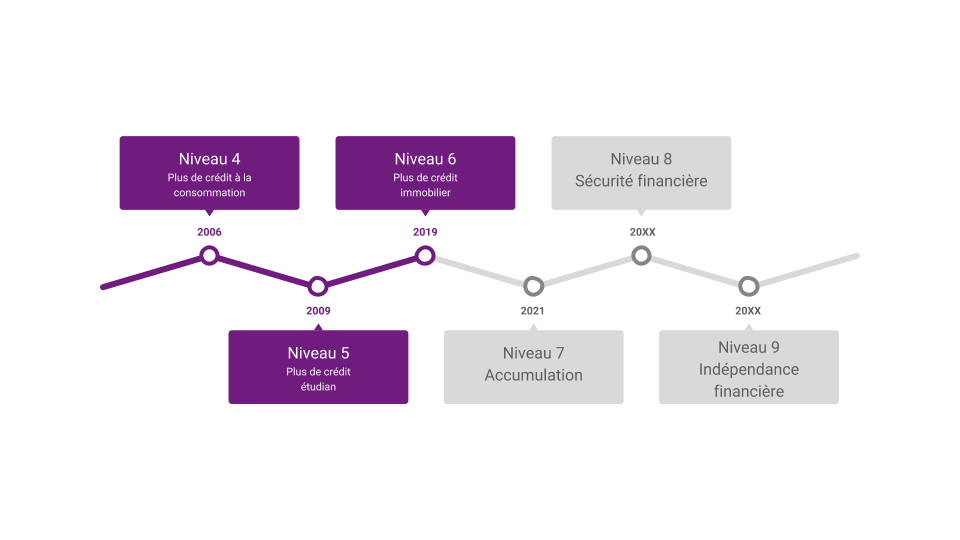 Niveau 4
Plus de crédit à la
consommation
2006
Niveau 5
Plus de crédit
étudian
2009
Niveau 6
Plus de crédit
immobilier
2019
Niveau 7
Accumulation
2021
Niveau 8
Sécurité financière
20XX
Niveau 9
Indépendance
financière
20XX